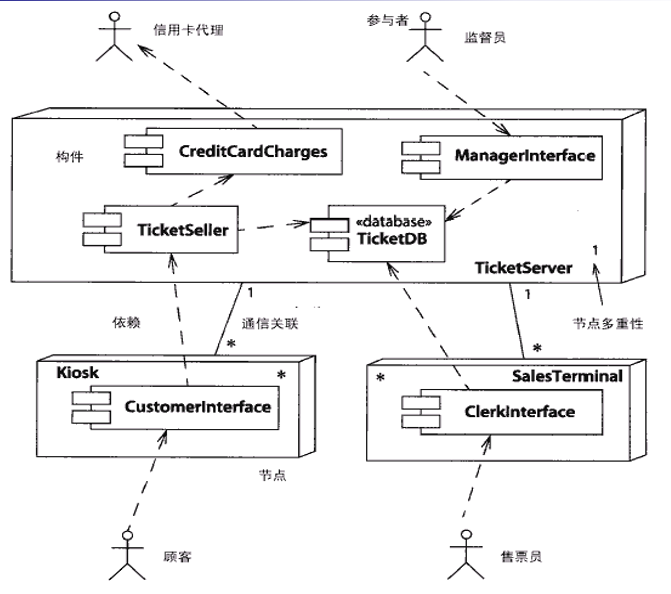 信用卡代理
参与者
监督员
构件
CreditCardCharges
ManagerInterface
TicketSeller
«database»
TicketDB
TicketServer
1
1
1
依赖
通信关联
节点多重性
*
*
Kiosk
*
*
SalesTerminal
CustomerInterface
ClerkInterface
节点
顾客
售票员